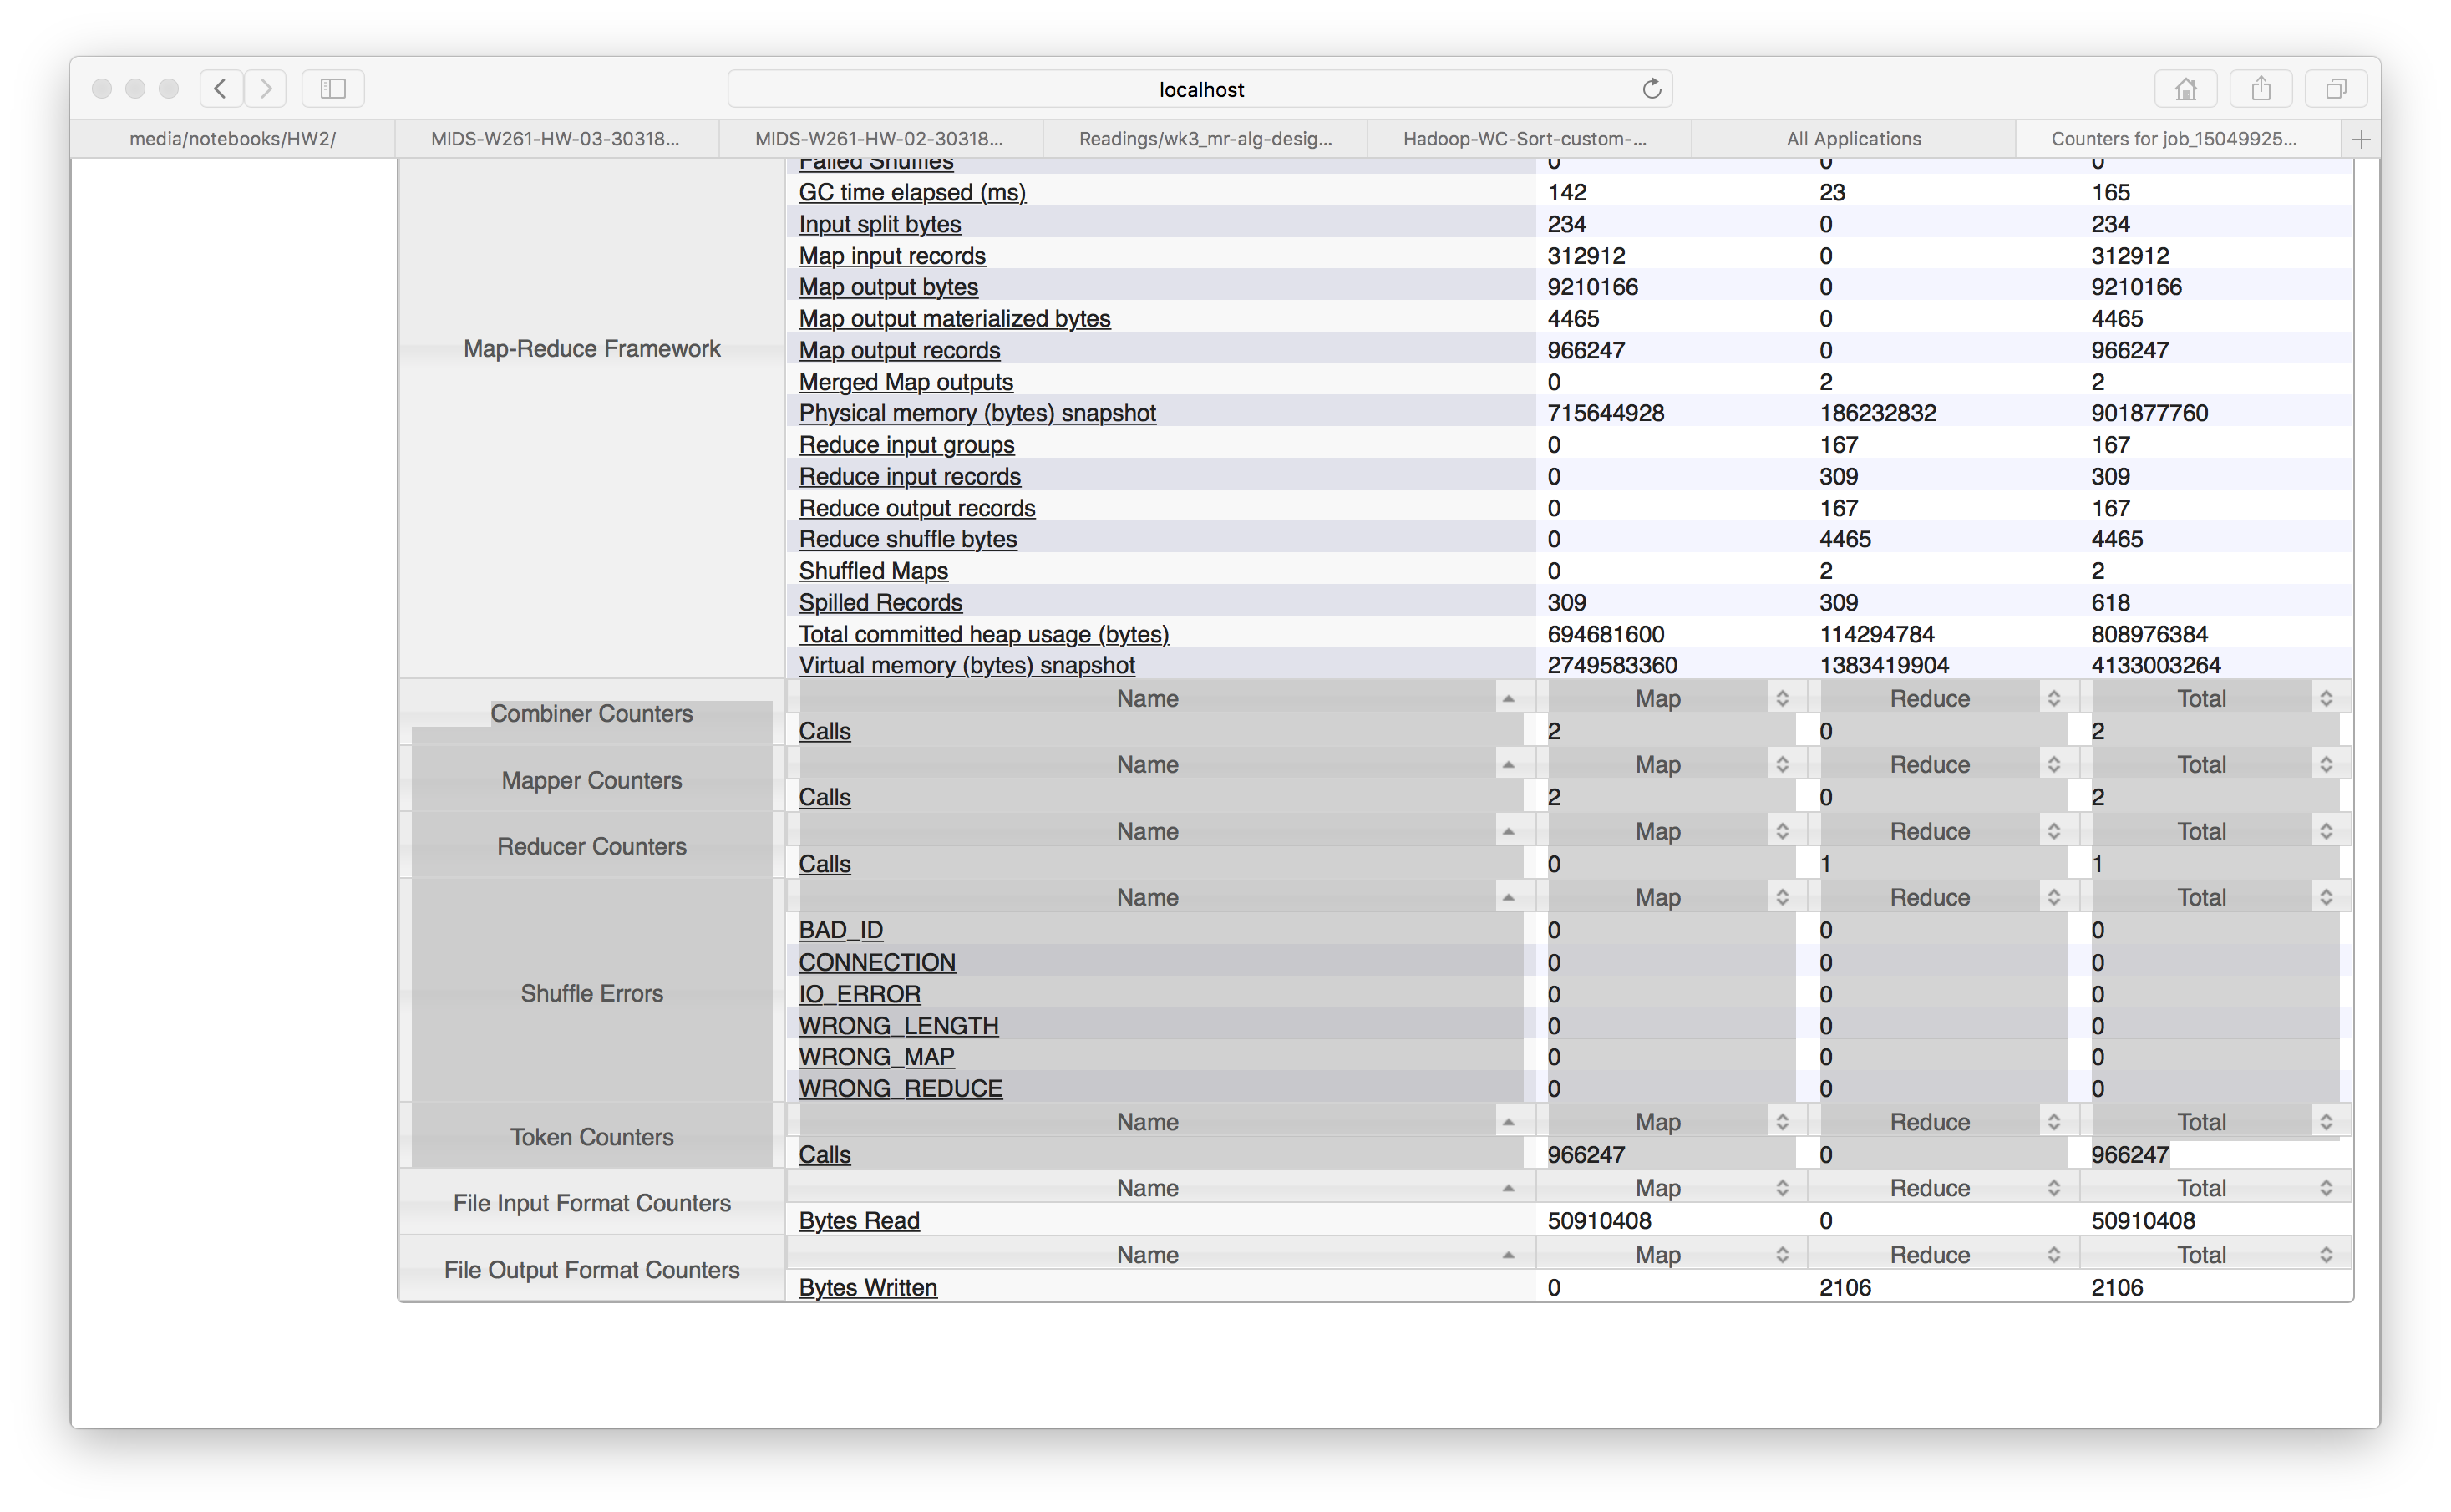 localhost
media/notebooks/HW2/ MIDS-W261-HW-03-30318... MIDS-W261-HW-02-30318... Readings/wk3_mr-alg-desig... Hadoop-WC-Sort-custom-... All Applications Counters for job_15049925...
Failed Shuffles 0 0 0
GC time elapsed (ms) 142 23 165
Input split bytes 234 0 234
Map input records 312912 0 312912
Map output bytes 9210166 0 9210166
Map output materialized bytes 4465 0 4465
Map-Reduce Framework Map output records 966247 0 966247
Merged Map outputs 0 2 2
Physical memory (bytes) snapshot 715644928 186232832 901877760
Reduce input groups 0 167 167
Reduce input records 0 309 309
Reduce output records 0 167 167
Reduce shuffle bytes 0 4465 4465
Shuffled Maps 0 2 2
Spilled Records 309 309 618
Total committed heap usage (bytes) 694681600 114294784 808976384
Virtual memory (bytes) snapshot 2749583360 1383419904 4133003264
Combiner Counters Name Map Reduce Total
Calls 2 0 2
Mapper Counters Name Map Reduce Total
Calls 2 0 2
Reducer Counters Name Map Reduce Total
Calls 0 1 1
Name Map Reduce Total
BAD_ID 0 0 0
CONNECTION 0 0 0
Shuffle Errors IO_ERROR 0 0 0
WRONG_LENGTH 0 0 0
WRONG_MAP 0 0 0
WRONG_REDUCE 0 0 0
Token Counters Name Map Reduce Total
Calls 966247 0 966247
File Input Format Counters Name Map Reduce Total
Bytes Read 50910408 0 50910408
File Output Format Counters Name Map Reduce Total
Bytes Written 0 2106 2106